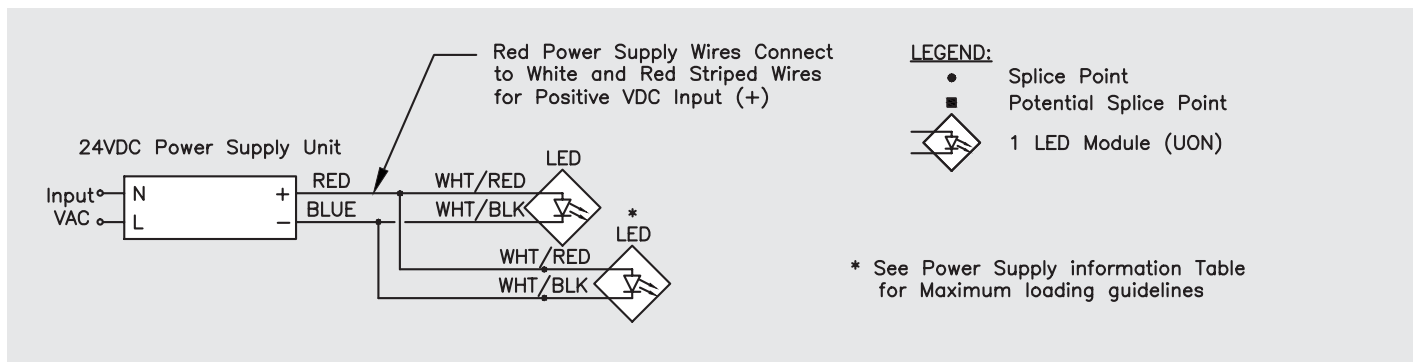 Red Power Supply Wires Connect
to White and Red Striped Wires
for Positive VDC Input (+)
LEGEND:
Splice Point
Potential Splice Point
1 LED Module (UON)
24VDC Power Supply Unit
LED
Input
VAC
N
L
+
−
RED
BLUE
WHT/RED
WHT/BLK
*
LED
WHT/RED
WHT/BLK
* See Power Supply information Table
for Maximum loading guidelines